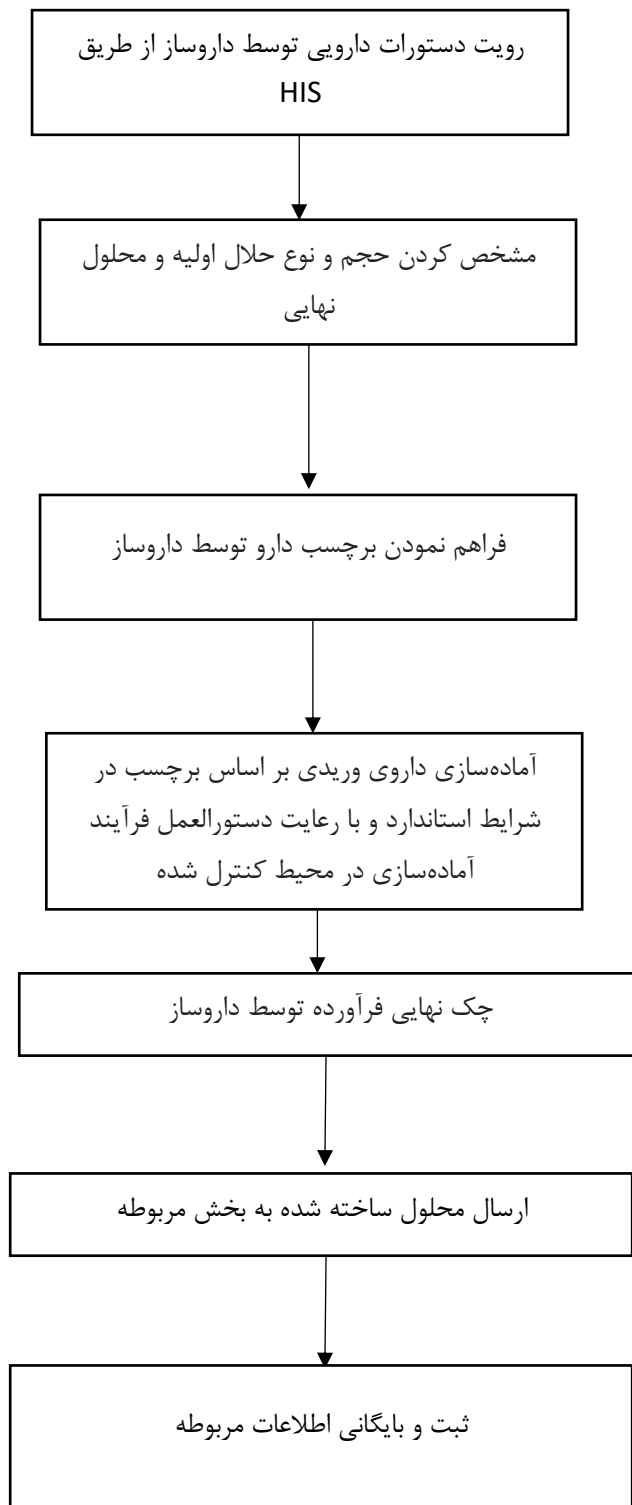 رویت دستورات دارویی توسط داروساز از طریق
HIS
مشخص کردن حجم و نوع حلال اولیه و محلول
نهایی
فراهم نمودن برچسب دارو توسط داروساز
آماده‌سازی داروی وریدی بر اساس برچسب در
شرایط استاندارد و با رعایت دستورالعمل فرآیند
آماده‌سازی در محیط کنترل شده
چک نهایی فرآورده توسط داروساز
ارسال محلول ساخته شده به بخش مربوطه
ثبت و بایگانی اطلاعات مربوطه